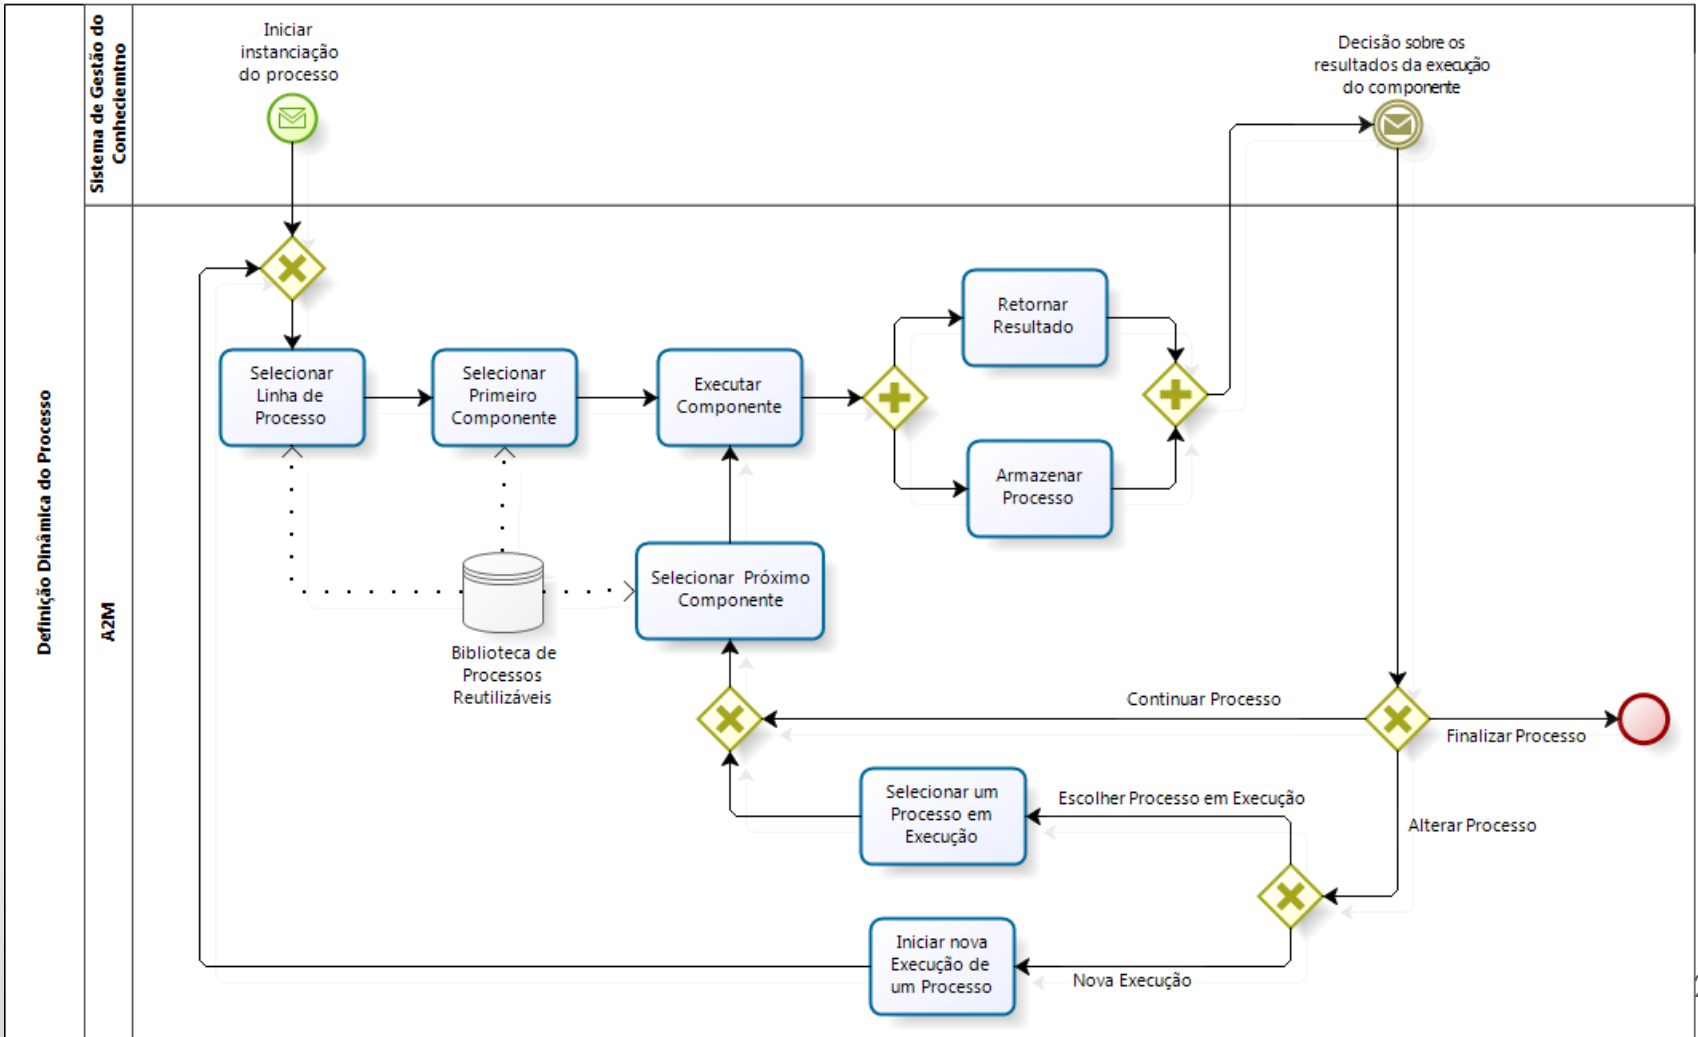 Definição Dinâmica do Processo
Sistema de Gestão do
Conheciemtno
A2M
Iniciar
instanciação
do processo
Decisão sobre os
resultados da execução
do componente
Selecionar
Linha de
Processo
Selecionar
Primeiro
Componente
Executar
Componente
Retornar
Resultado
Armazenar
Processo
Selecionar Próximo
Componente
Biblioteca de
Processos
Reutilizáveis
Continuar Processo
Finalizar Processo
Selecionar um
Processo em
Execução
Escolher Processo em Execução
Alterar Processo
Iniciar nova
Execução de
um Processo
Nova Execução